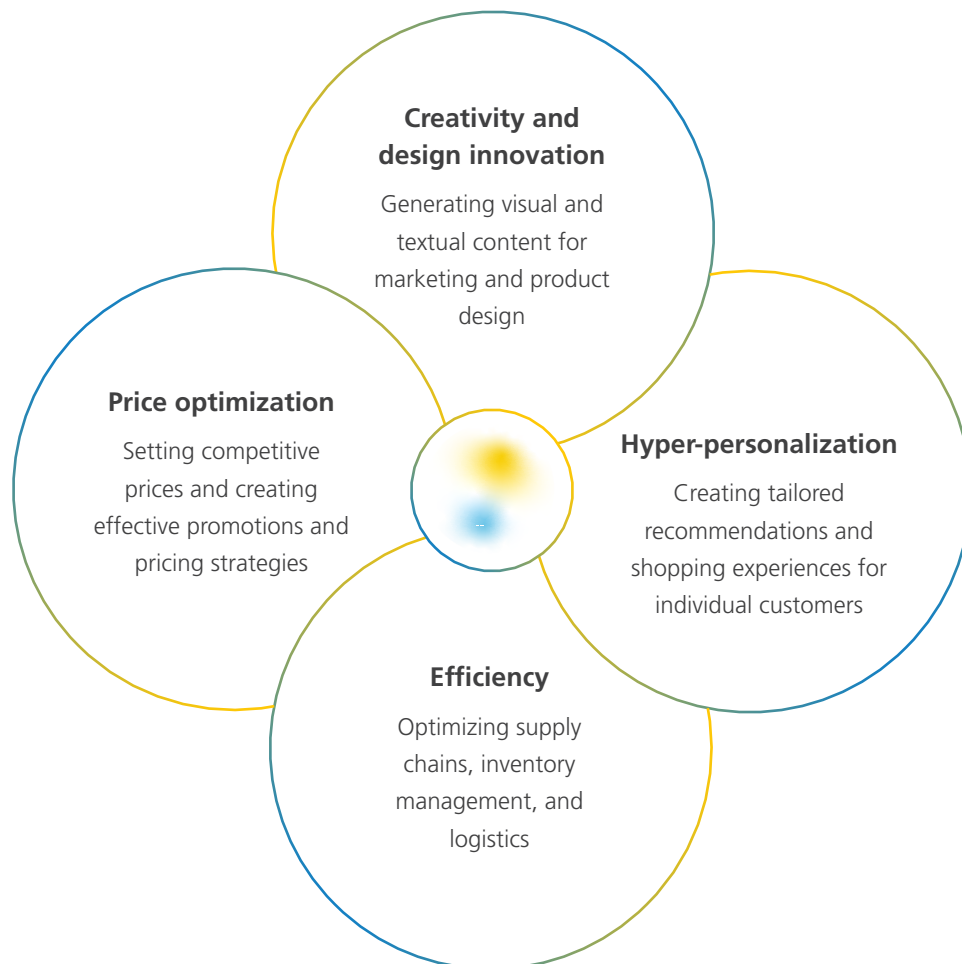 Creativity and
design innovation
Generating visual and
textual content for
marketing and product
design
Price optimization
Setting competitive
prices and creating
effective promotions and
pricing strategies
Hyper-personalization
Creating tailored
recommendations and
shopping experiences for
individual customers
Efficiency
Optimizing supply
chains, inventory
management, and
logistics